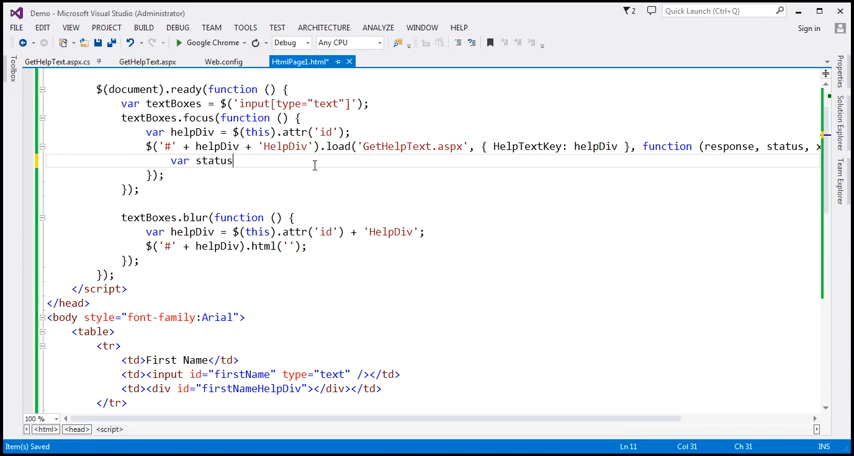 Demo - Microsoft Visual Studio (Administrator)
2
Quick Launch (Ctrl+Q)
FILE EDIT VIEW PROJECT BUILD DEBUG TEAM TOOLS TEST ARCHITECTURE ANALYZE WINDOW HELP
Sign in
Google Chrome Debug Any CPU
GetHelpText.aspx.cs GetHelpText.aspx Web.config HtmlPage1.html*
Toolbox
Properties
Solution Explorer
Team Explorer
$(document).ready(function () {
var textBoxes = $('input[type="text"]');
textBoxes.focus(function () {
var helpDiv = $(this).attr('id');
$('#' + helpDiv + 'HelpDiv').load('GetHelpText.aspx', { HelpTextKey: helpDiv }, function (response, status, x
var status
});
});
textBoxes.blur(function () {
var helpDiv = $(this).attr('id') + 'HelpDiv';
$('#' + helpDiv).html('');
});
});
</script>
</head>
<body style="font-family:Arial">
<table>
<tr>
<td>First Name</td>
<td><input id="firstName" type="text" /></td>
<td><div id="firstNameHelpDiv"></div></td>
</tr>
100 %
<html> <head> <script>
Item(s) Saved Ln 11 Col 31 Ch 31 INS